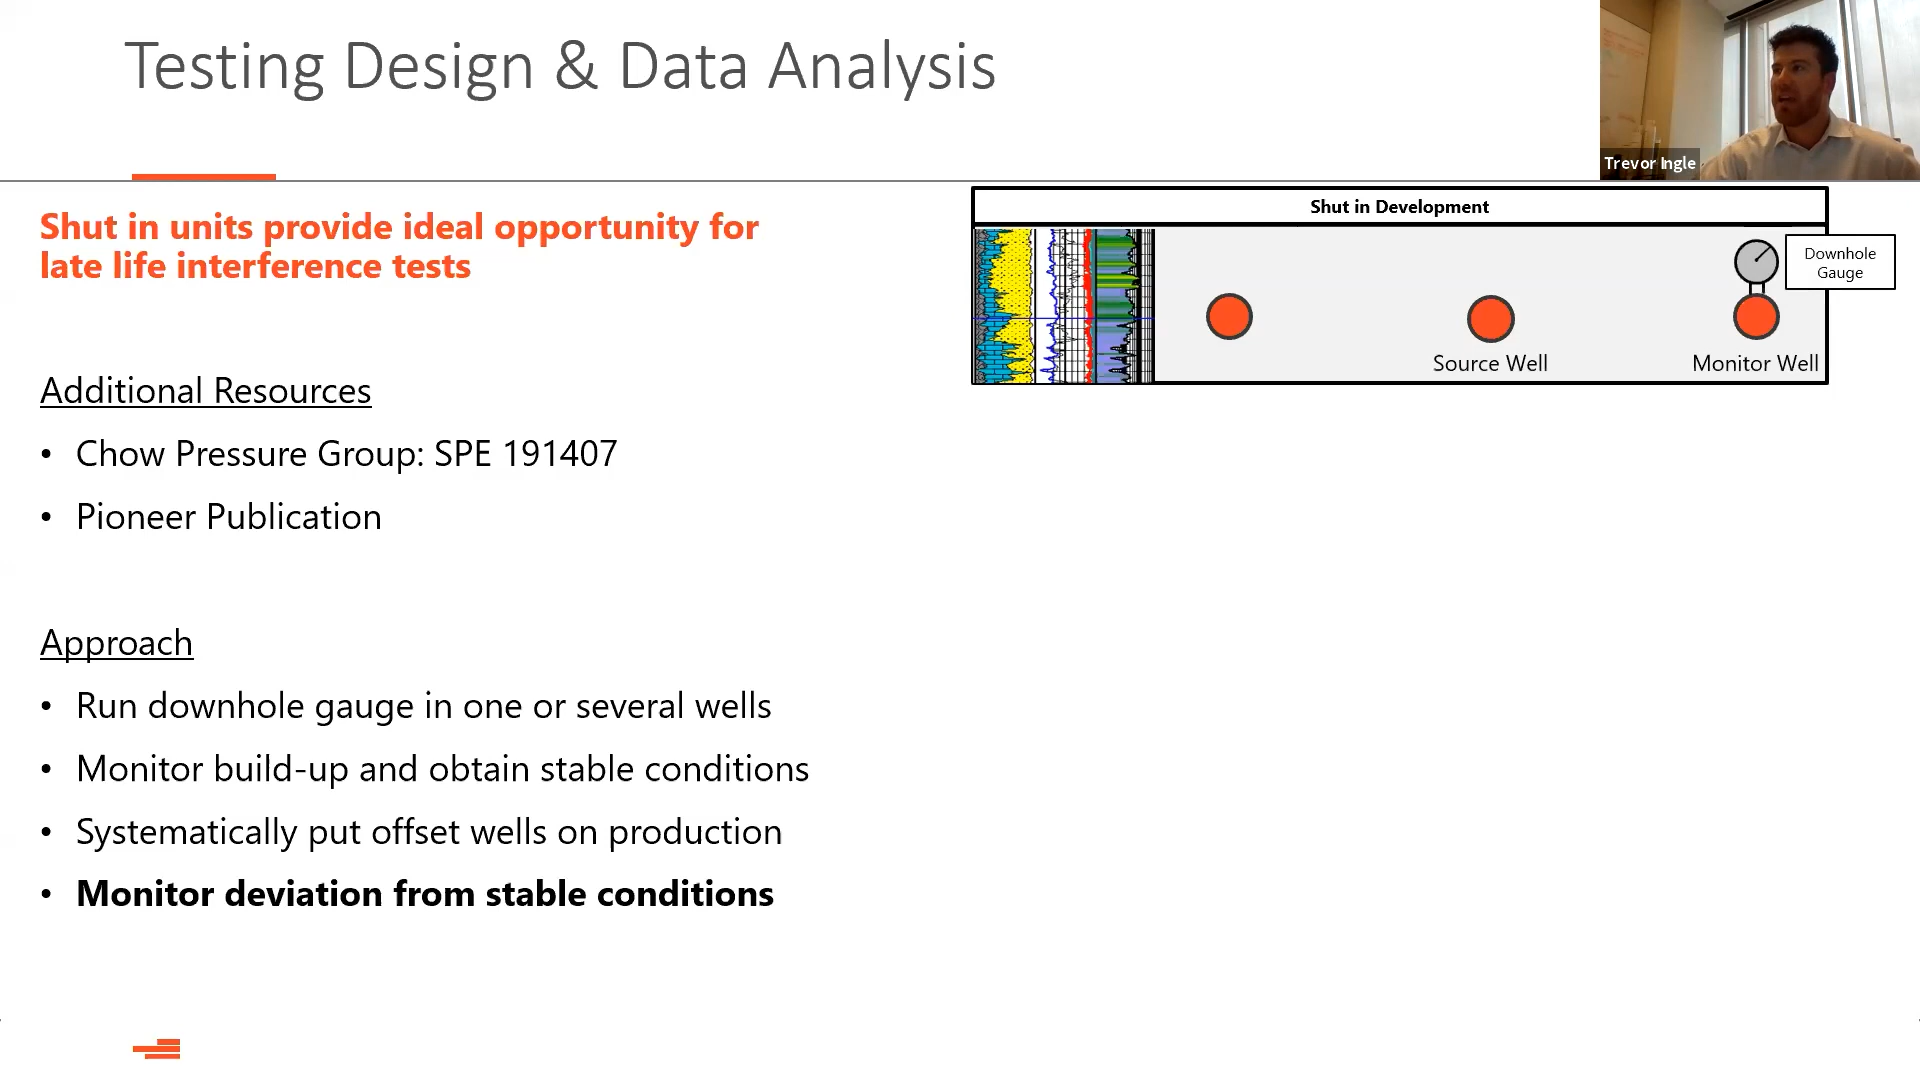 Testing Design & Data Analysis
Trevor Ingle
Shut in units provide ideal opportunity for
late life interference tests
Additional Resources
• Chow Pressure Group: SPE 191407
• Pioneer Publication
Approach
• Run downhole gauge in one or several wells
• Monitor build-up and obtain stable conditions
• Systematically put offset wells on production
• Monitor deviation from stable conditions
Shut in Development
Downhole
Gauge
Source Well
Monitor Well